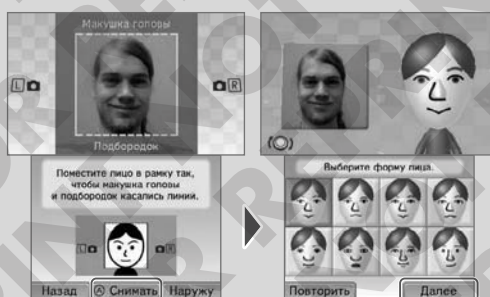 Макушка головы
L R
Подбородок
Поместите лицо в рамку так,
чтобы макушка головы
и подбородок касались линий.
L R
Назад A Снимать Наружу
Выберите форму лица.
Повторить Далее